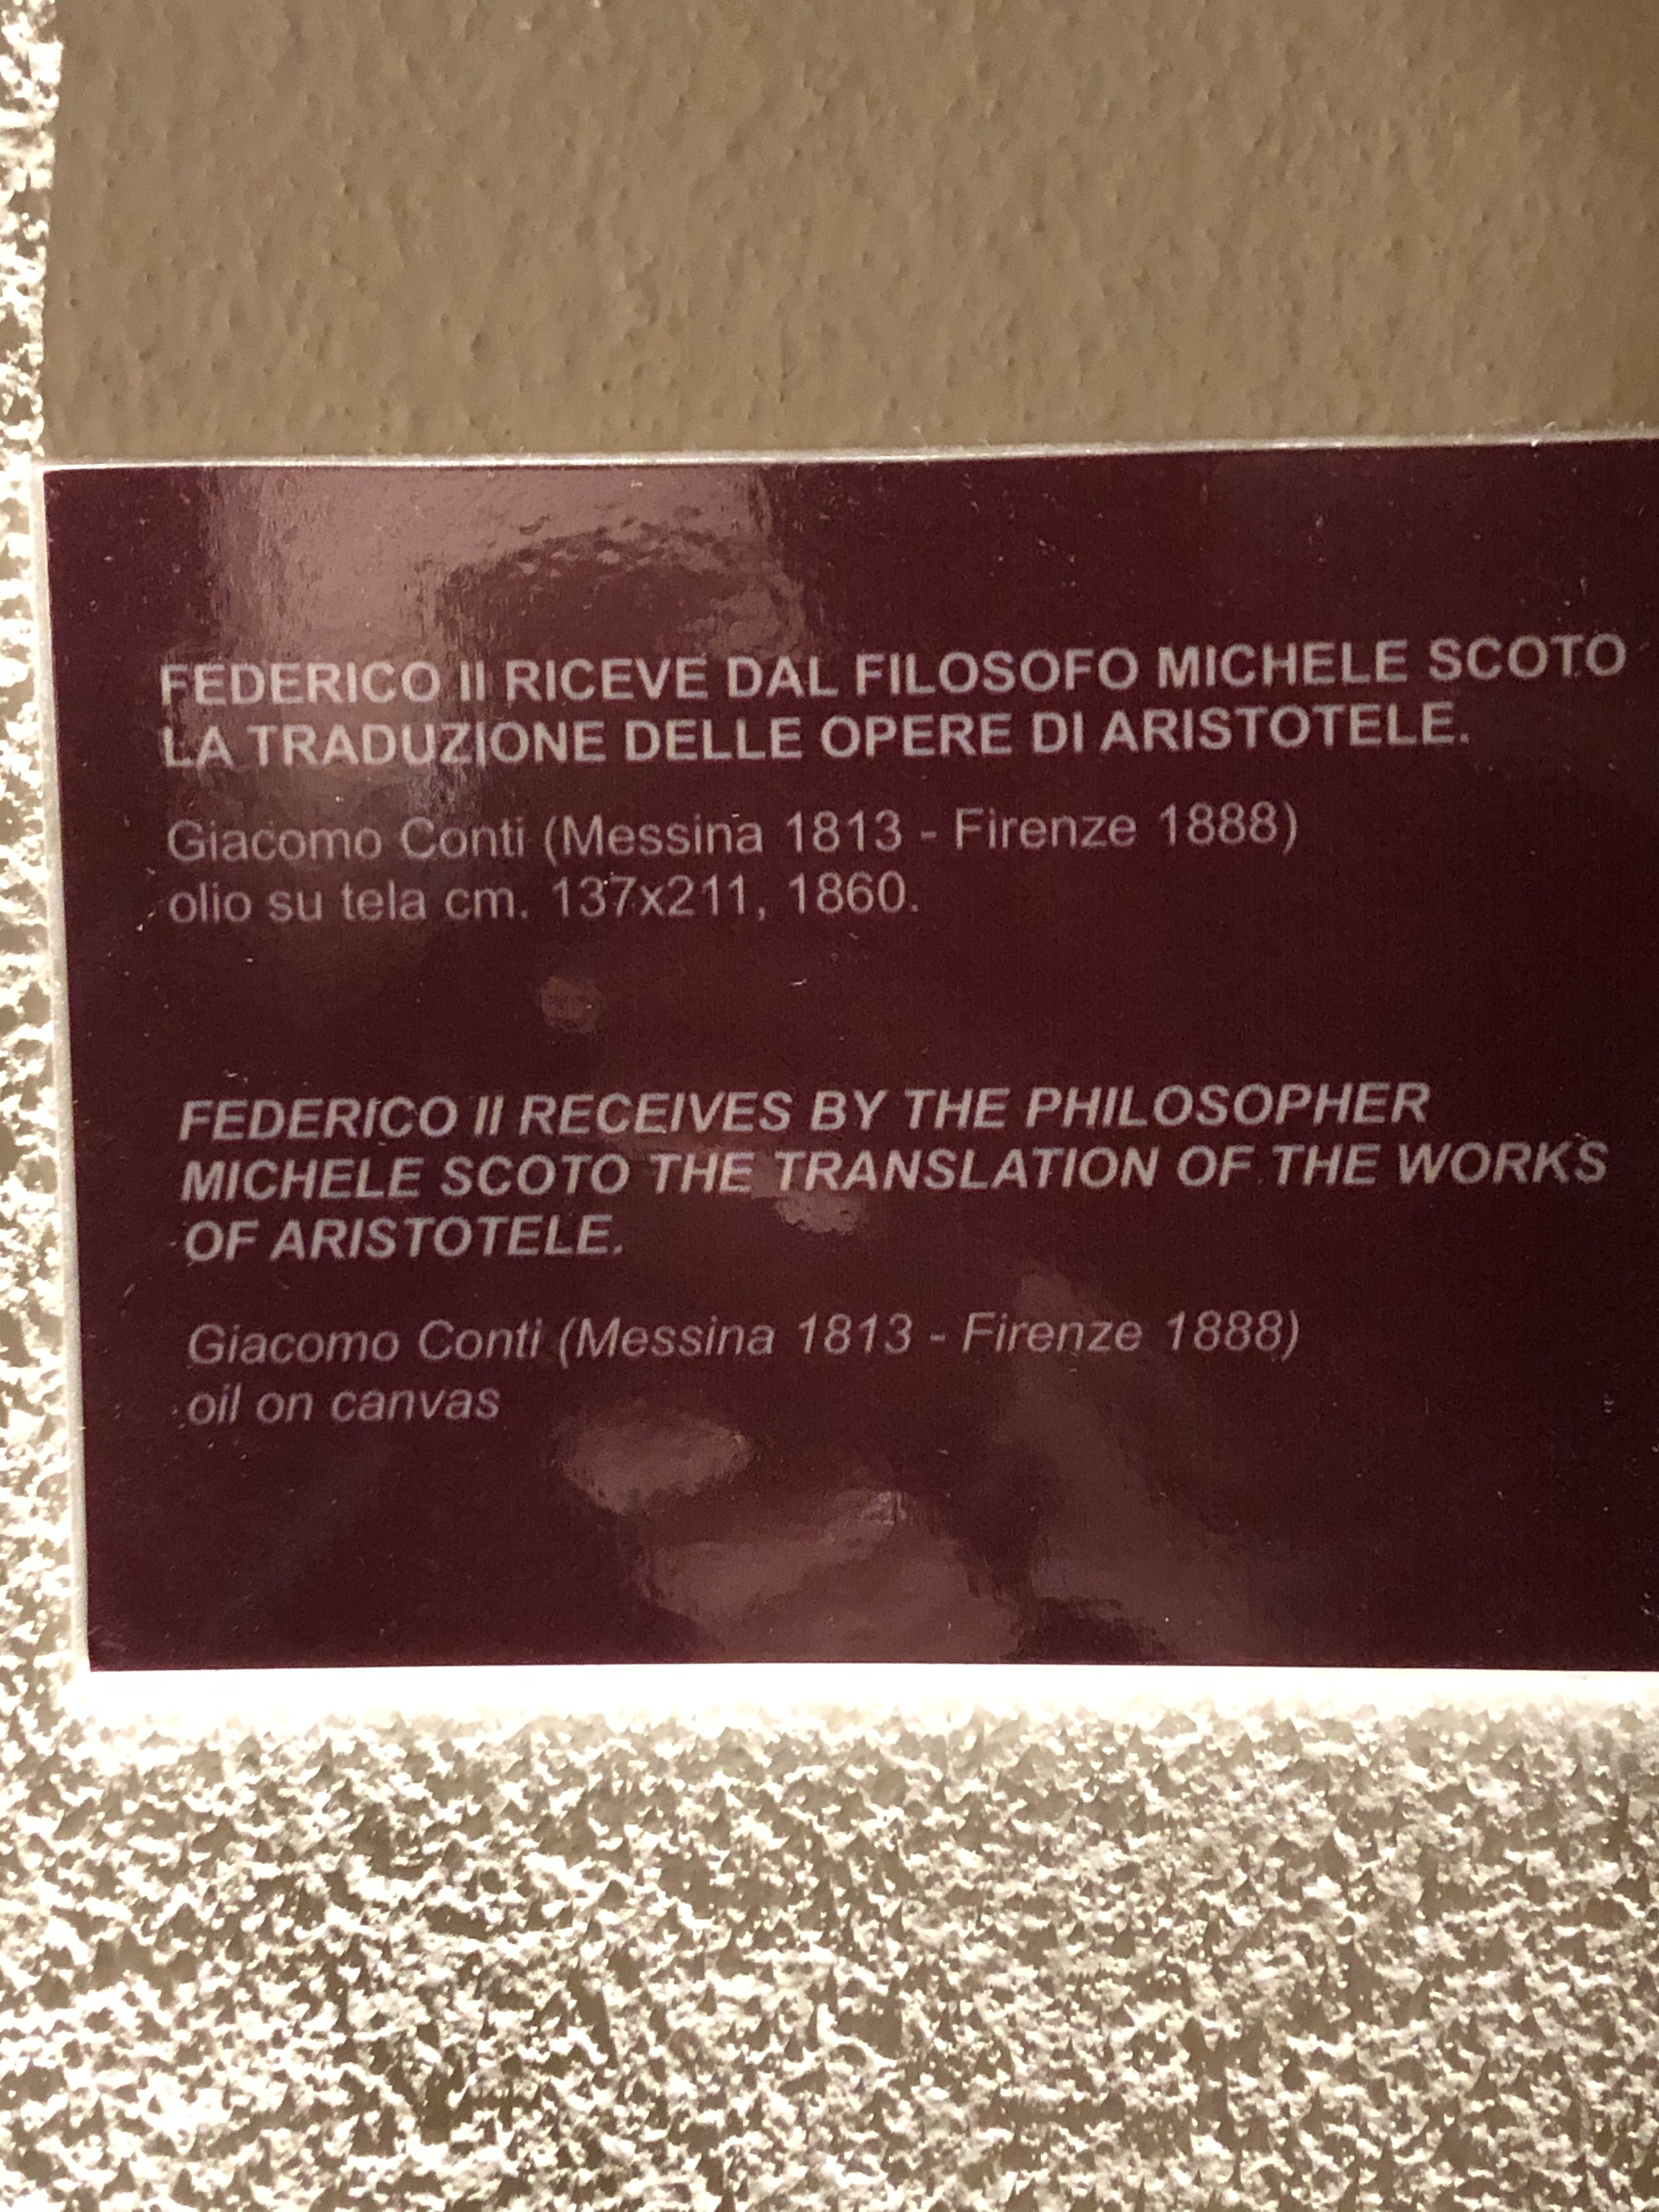 FEDERICO II RICEVE DAL FILOSOFO MICHELE SCOTO
LA TRADUZIONE DELLE OPERE DI ARISTOTELE.
Giacomo Conti (Messina 1813 - Firenze 1888)
olio su tela cm. 137x211, 1860.
FEDERICO II RECEIVES BY THE PHILOSOPHER
MICHELE SCOTO THE TRANSLATION OF THE WORKS
OF ARISTOTELE.
Giacomo Conti (Messina 1813 - Firenze 1888)
oil on canvas